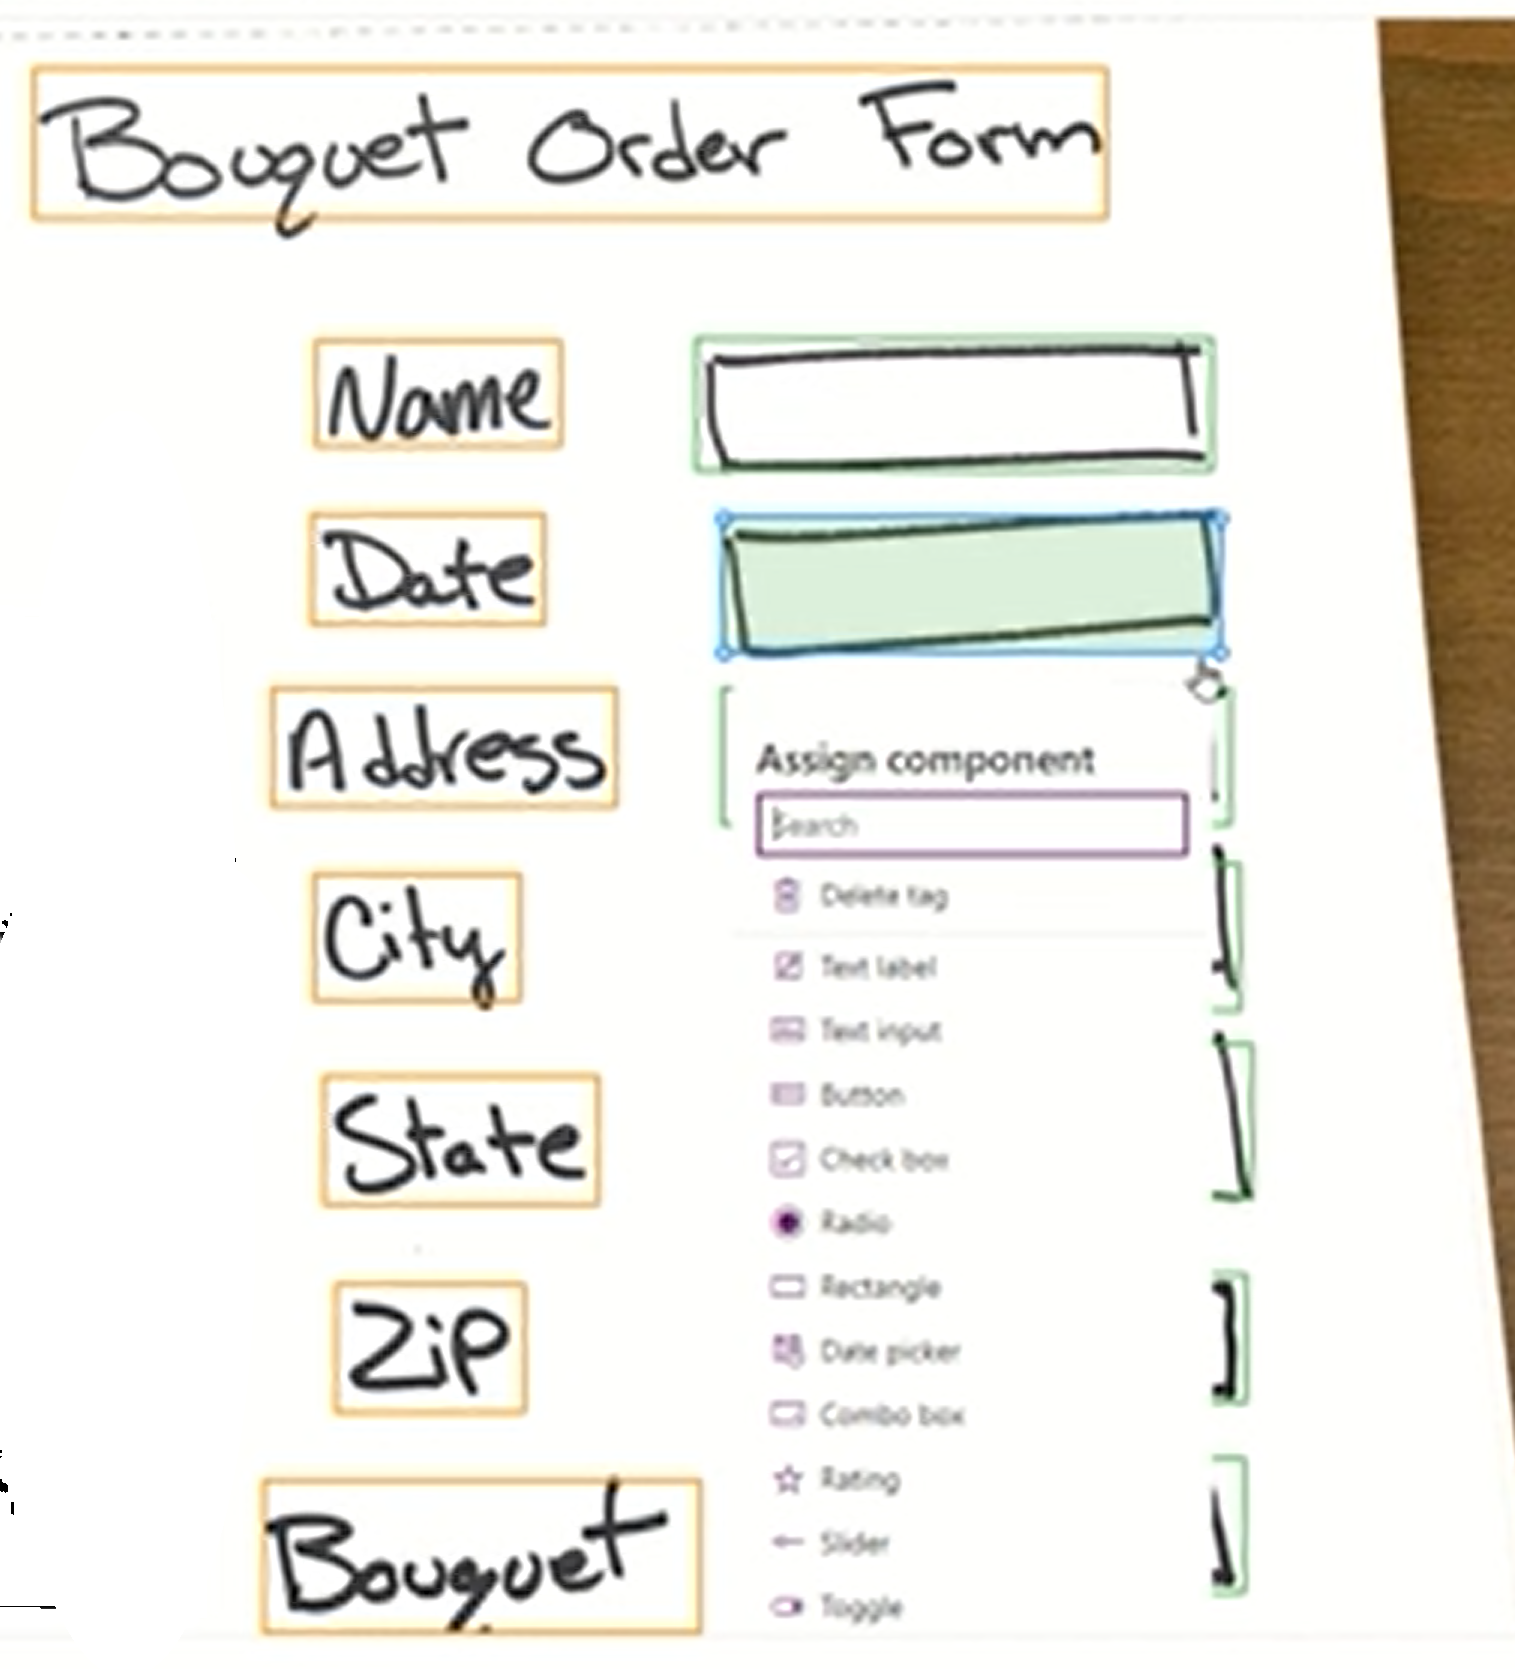 Bouquet Order Form
Name
Date
Address
Assign component
Search
Delete tag
City
Text label
Text input
Button
State
Check box
Radio
Rectangle
Zip
Date picker
Combo box
Rating
Bouquet
Slider
Toggle